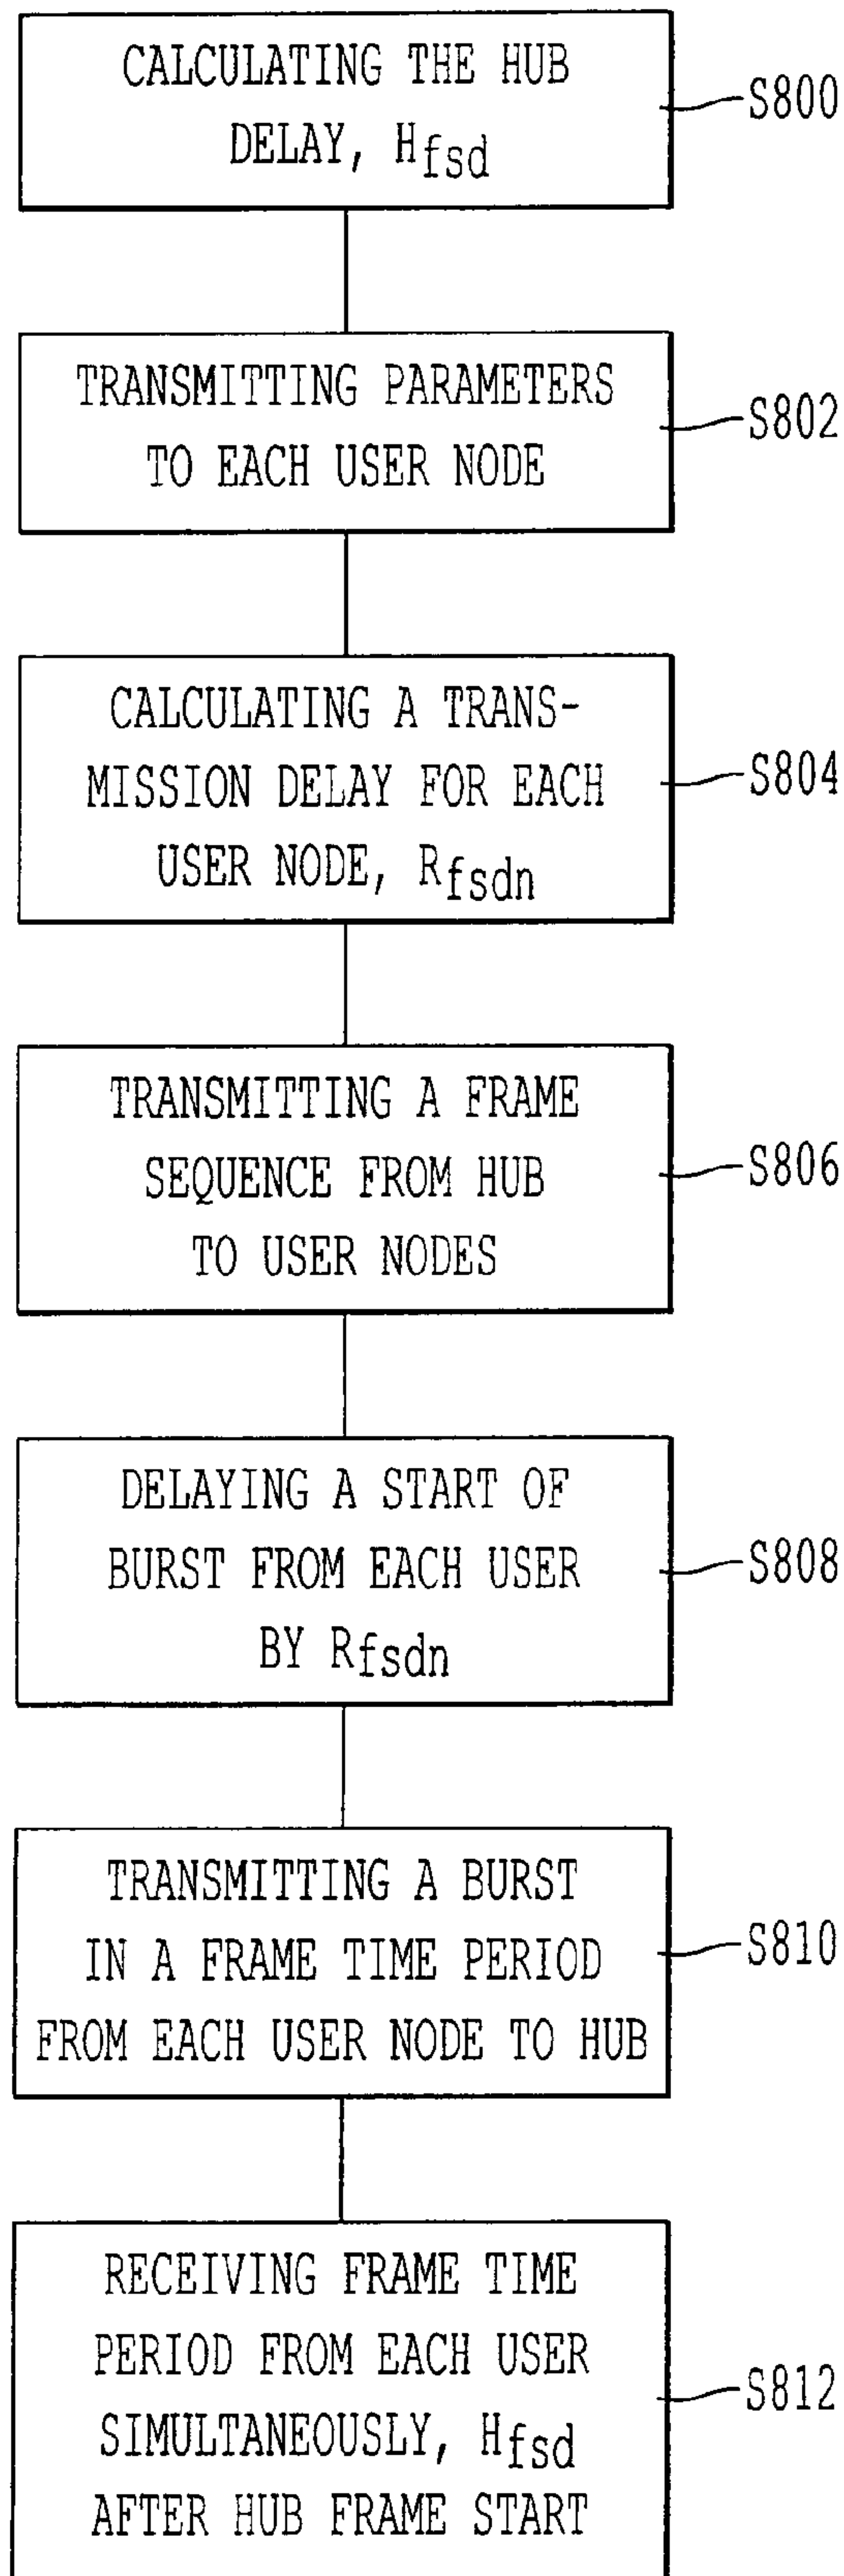 CALCULATING THE HUB
DELAY, Hfsd
S800
TRANSMITTING PARAMETERS
TO EACH USER NODE
S802
CALCULATING A TRANS-
MISSION DELAY FOR EACH
USER NODE, Rfsdn
S804
TRANSMITTING A FRAME
SEQUENCE FROM HUB
TO USER NODES
S806
DELAYING A START OF
BURST FROM EACH USER
BY Rfsdn
S808
TRANSMITTING A BURST
IN A FRAME TIME PERIOD
FROM EACH USER NODE TO HUB
S810
RECEIVING FRAME TIME
PERIOD FROM EACH USER
SIMULTANEOUSLY, Hfsd
AFTER HUB FRAME START
S812